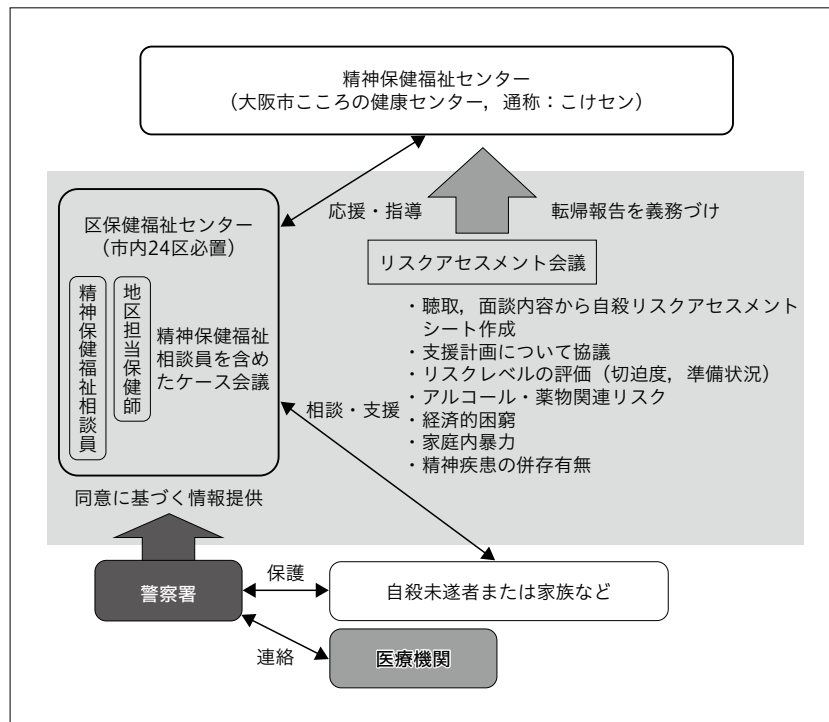 精神保健福祉センター
（大阪市こころの健康センター，通称：こけセン）
応援・指導
転帰報告を義務づけ
区保健福祉センター
（市内24区必置）
精神保健福祉相談員
地区担当保健師
精神保健福祉
相談員を含め
たケース会議
リスクアセスメント会議
・聴取，面談内容から自殺リスクアセスメント
シート作成
・支援計画について協議
・リスクレベルの評価（切迫度，準備状況）
・アルコール・薬物関連リスク
・経済的困窮
・家庭内暴力
・精神疾患の併存有無
相談・支援
同意に基づく情報提供
警察署
保護
自殺未遂者または家族など
連絡
医療機関